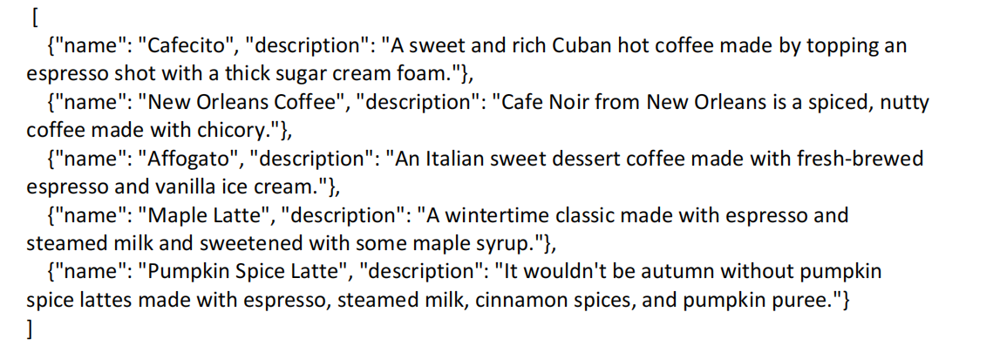 [
{"name": "Cafecito", "description": "A sweet and rich Cuban hot coffee made by topping an
espresso shot with a thick sugar cream foam."},
{"name": "New Orleans Coffee", "description": "Cafe Noir from New Orleans is a spiced, nutty
coffee made with chicory."},
{"name": "Affogato", "description": "An Italian sweet dessert coffee made with fresh-brewed
espresso and vanilla ice cream."},
{"name": "Maple Latte", "description": "A wintertime classic made with espresso and
steamed milk and sweetened with some maple syrup."},
{"name": "Pumpkin Spice Latte", "description": "It wouldn't be autumn without pumpkin
spice lattes made with espresso, steamed milk, cinnamon spices, and pumpkin puree."}
]